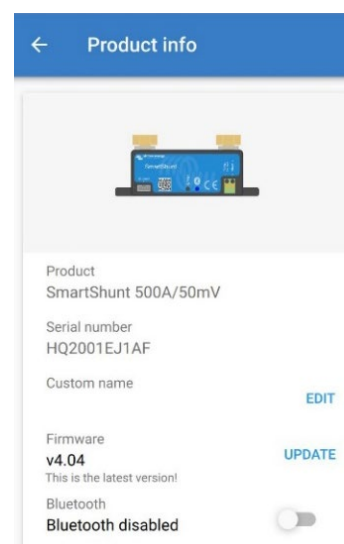 Product info
SmartShunt
Product
SmartShunt 500A/50mV
Serial number
HQ2001EJ1AF
Custom name
EDIT
Firmware
v4.04
UPDATE
This is the latest version!
Bluetooth
Bluetooth disabled